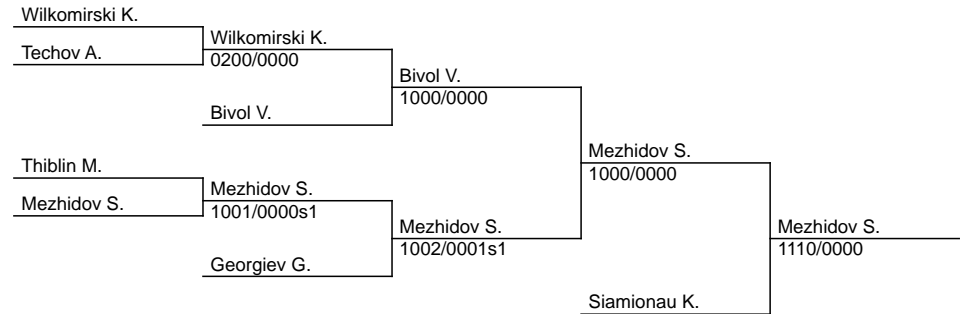 Wilkomirski K.
Techov A.
Wilkomirski K.
0200/0000
Bivol V.
Bivol V.
1000/0000
Thiblin M.
Mezhidov S.
Mezhidov S.
1001/0000s1
Georgiev G.
Mezhidov S.
1002/0001s1
Mezhidov S.
1000/0000
Siamionau K.
Mezhidov S.
1110/0000